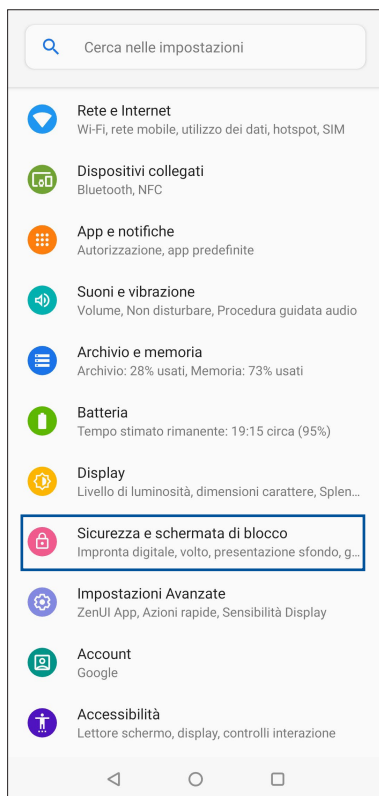 Cerca nelle impostazioni
Rete e Internet
Wi-Fi, rete mobile, utilizzo dei dati, hotspot, SIM
Dispositivi collegati
Bluetooth, NFC
App e notifiche
Autorizzazione, app predefinite
Suoni e vibrazione
Volume, Non disturbare, Procedura guidata audio
Archivio e memoria
Archivio: 28% usati, Memoria: 73% usati
Batteria
Tempo stimato rimanente: 19:15 circa (95%)
Display
Livello di luminosità, dimensioni carattere, Splen...
Sicurezza e schermata di blocco
Impronta digitale, volto, presentazione sfondo, g...
Impostazioni Avanzate
ZenUI App, Azioni rapide, Sensibilità Display
Account
Google
Accessibilità
Lettore schermo, display, controlli interazione